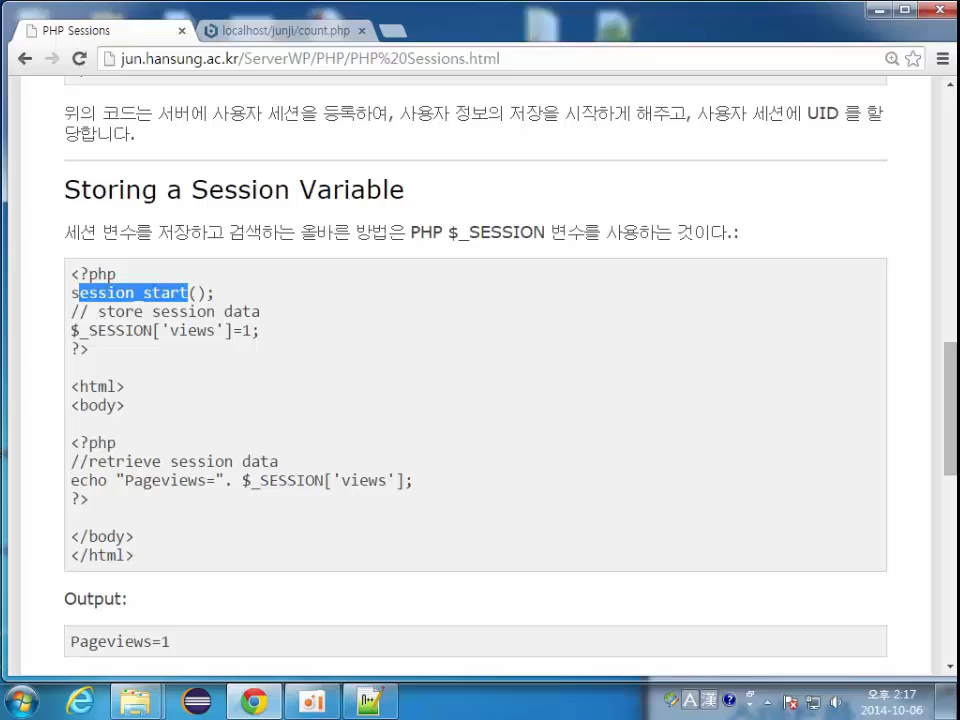 PHP Sessions
localhost/junji/count.php
jun.hansung.ac.kr/ServerWP/PHP/PHP%20Sessions.html
위의 코드는 서버에 사용자 세션을 등록하여, 사용자 정보의 저장을 시작하게 해주고, 사용자 세션에 UID 를 할
당합니다.
Storing a Session Variable
세션 변수를 저장하고 검색하는 올바른 방법은 PHP $_SESSION 변수를 사용하는 것이다.:
<?php
session_start();
// store session data
$_SESSION['views']=1;
?>
<html>
<body>
<?php
//retrieve session data
echo "Pageviews=". $_SESSION['views'];
?>
</body>
</html>
Output:
Pageviews=1
A 漢
오후 2:17
2014-10-06